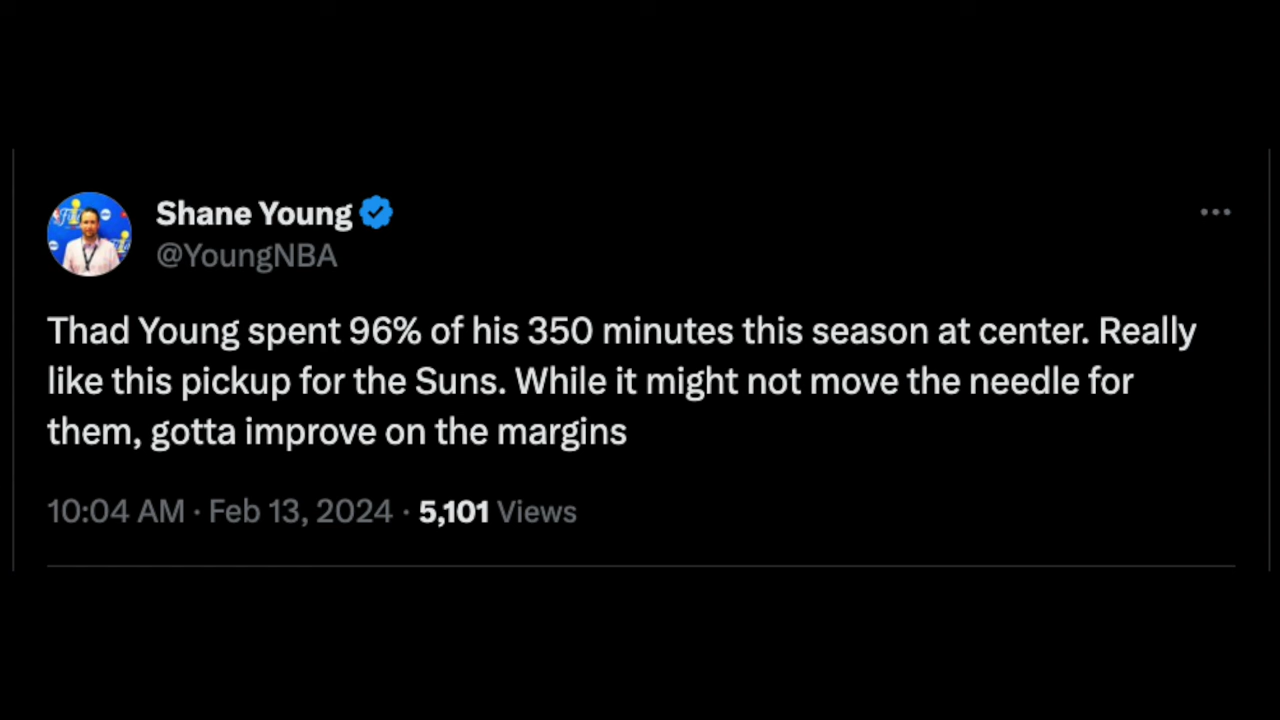 Shane Young
@YoungNBA
Thad Young spent 96% of his 350 minutes this season at center. Really
like this pickup for the Suns. While it might not move the needle for
them, gotta improve on the margins
10:04 AM · Feb 13, 2024 · 5,101 Views